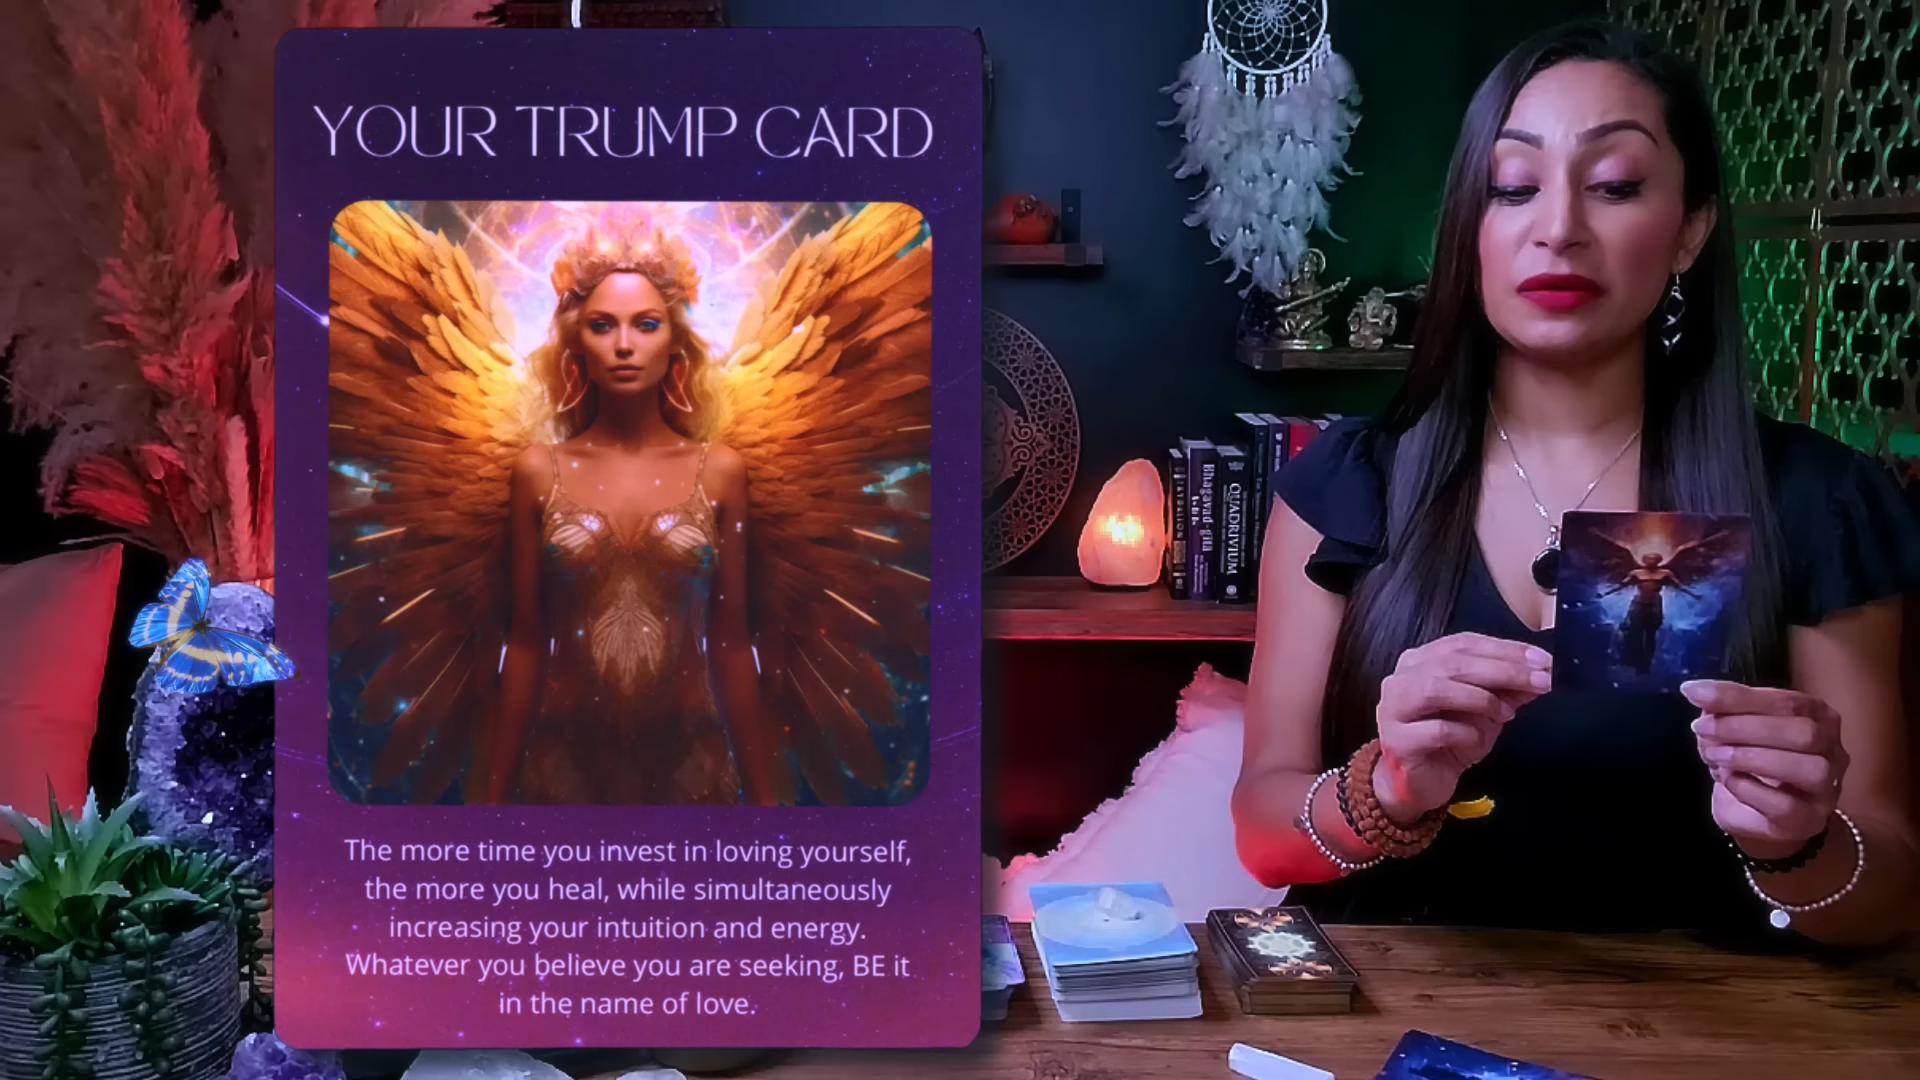 YOUR TRUMP CARD
The more time you invest in loving yourself,
the more you heal, while simultaneously
increasing your intuition and energy.
Whatever you believe you are seeking, BE it
in the name of love.
Bhagavad-gita
QUADRIVIUM